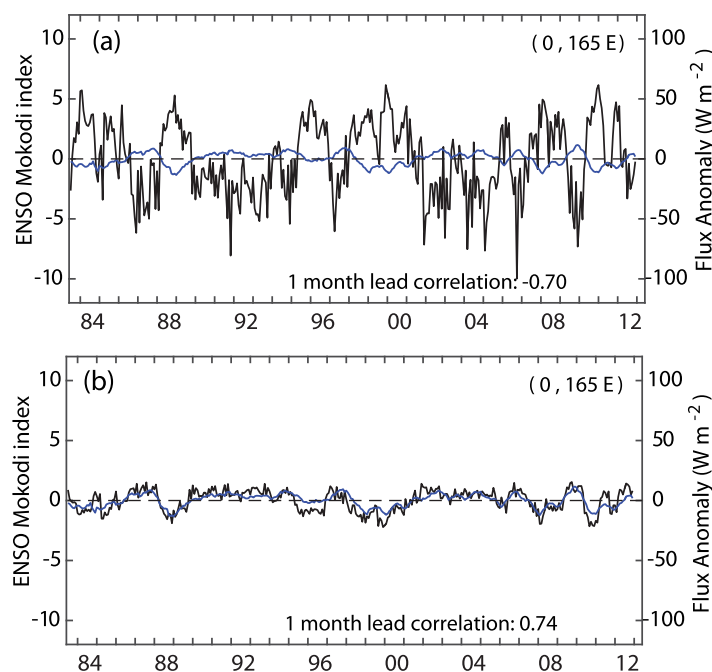 (a)
( 0 , 165 E )
ENSO Mokodi index
10
5
0
-5
-10
100
50
0
-50
-100
Flux Anomaly (W m -2)
1 month lead correlation: -0.70
84 88 92 96 00 04 08 12
(b)
( 0 , 165 E )
ENSO Mokodi index
10
5
0
-5
-10
100
50
0
-50
-100
Flux Anomaly (W m -2)
1 month lead correlation: 0.74
84 88 92 96 00 04 08 12